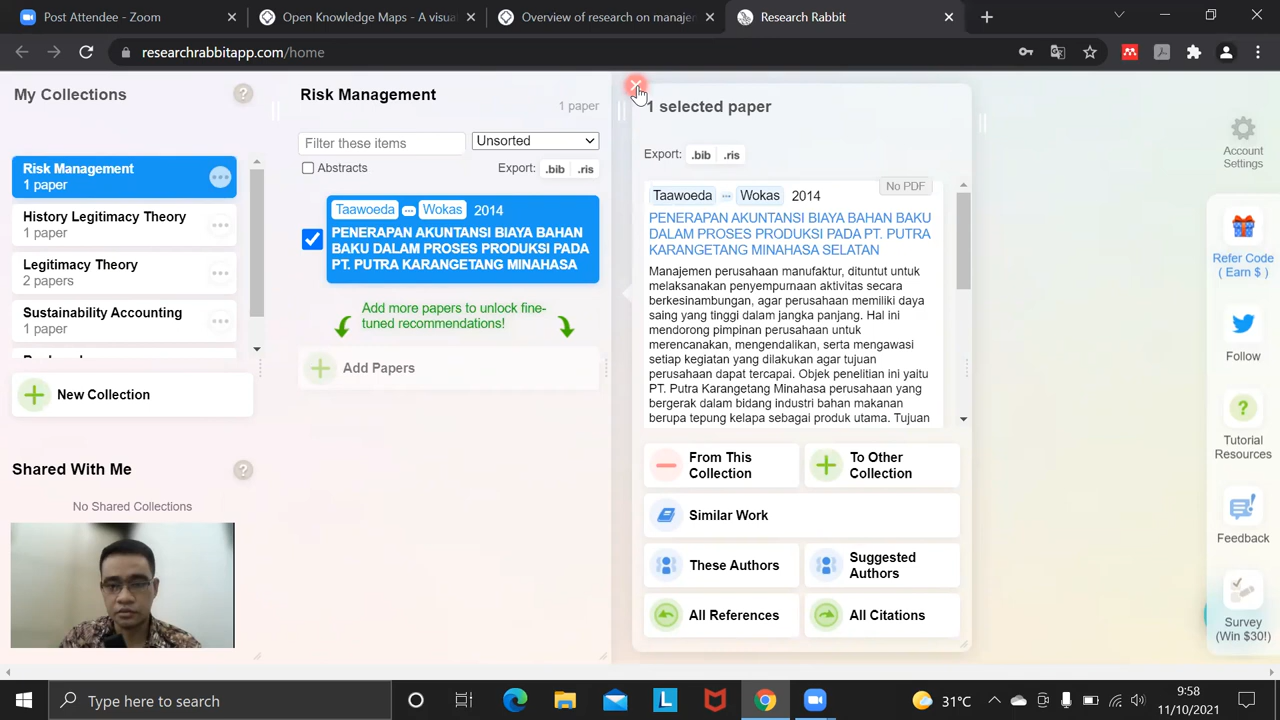 Post Attendee - Zoom
Open Knowledge Maps - A visua
Overview of research on manajer
Research Rabbit
researchrabbitapp.com/home
My Collections
?
Risk Management
1 paper
History Legitimacy Theory
1 paper
Legitimacy Theory
2 papers
Sustainability Accounting
1 paper
New Collection
Shared With Me
?
No Shared Collections
Risk Management
1 paper
Filter these items
Unsorted
Abstracts
Export: .bib .ris
Taawoeda ... Wokas 2014
PENERAPAN AKUNTANSI BIAYA BAHAN
BAKU DALAM PROSES PRODUKSI PADA
PT. PUTRA KARANGETANG MINAHASA
Add more papers to unlock fine-
tuned recommendations!
Add Papers
1 selected paper
Export: .bib .ris
No PDF
Taawoeda ... Wokas 2014
PENERAPAN AKUNTANSI BIAYA BAHAN BAKU
DALAM PROSES PRODUKSI PADA PT. PUTRA
KARANGETANG MINAHASA SELATAN
Manajemen perusahaan manufaktur, dituntut untuk
melaksanakan penyempurnaan aktivitas secara
berkesinambungan, agar perusahaan memiliki daya
saing yang tinggi dalam jangka panjang. Hal ini
mendorong pimpinan perusahaan untuk
merencanakan, mengendalikan, serta mengawasi
setiap kegiatan yang dilakukan agar tujuan
perusahaan dapat tercapai. Objek penelitian ini yaitu
PT. Putra Karangetang Minahasa perusahaan yang
bergerak dalam bidang industri bahan makanan
berupa tepung kelapa sebagai produk utama. Tujuan
From This
Collection
To Other
Collection
Similar Work
These Authors
Suggested
Authors
All References
All Citations
Account
Settings
Refer Code
( Earn $ )
Follow
?
Tutorial
Resources
Feedback
Survey
(Win $30!)
Type here to search
L
31°C
9:58
11/10/2021